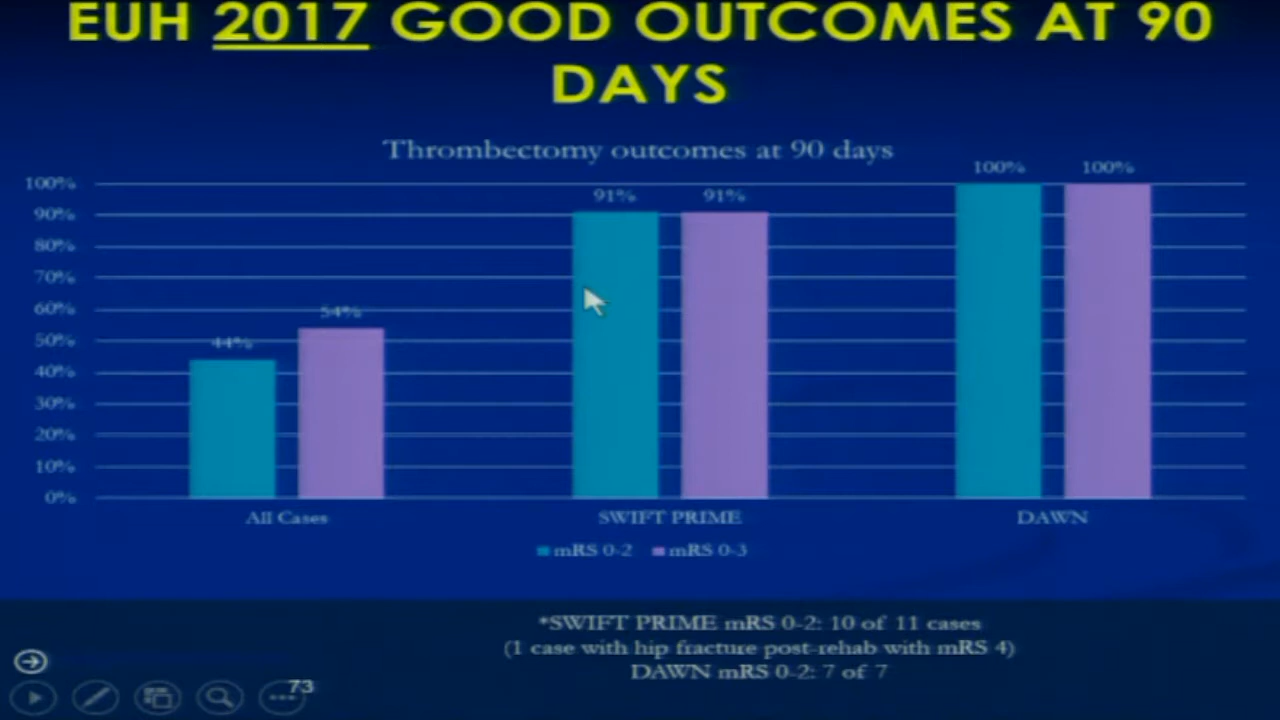 EUH 2017 GOOD OUTCOMES AT 90
DAYS
Thrombectomy outcomes at 90 days
100%
90%
80%
70%
60%
50%
40%
30%
20%
10%
0%
44%
54%
91%
91%
100%
100%
All Cases
SWIFT PRIME
DAWN
mRS 0-2
mRS 0-3
*SWIFT PRIME mRS 0-2: 10 of 11 cases
(1 case with hip fracture post-rehab with mRS 4)
DAWN mRS 0-2: 7 of 7
73